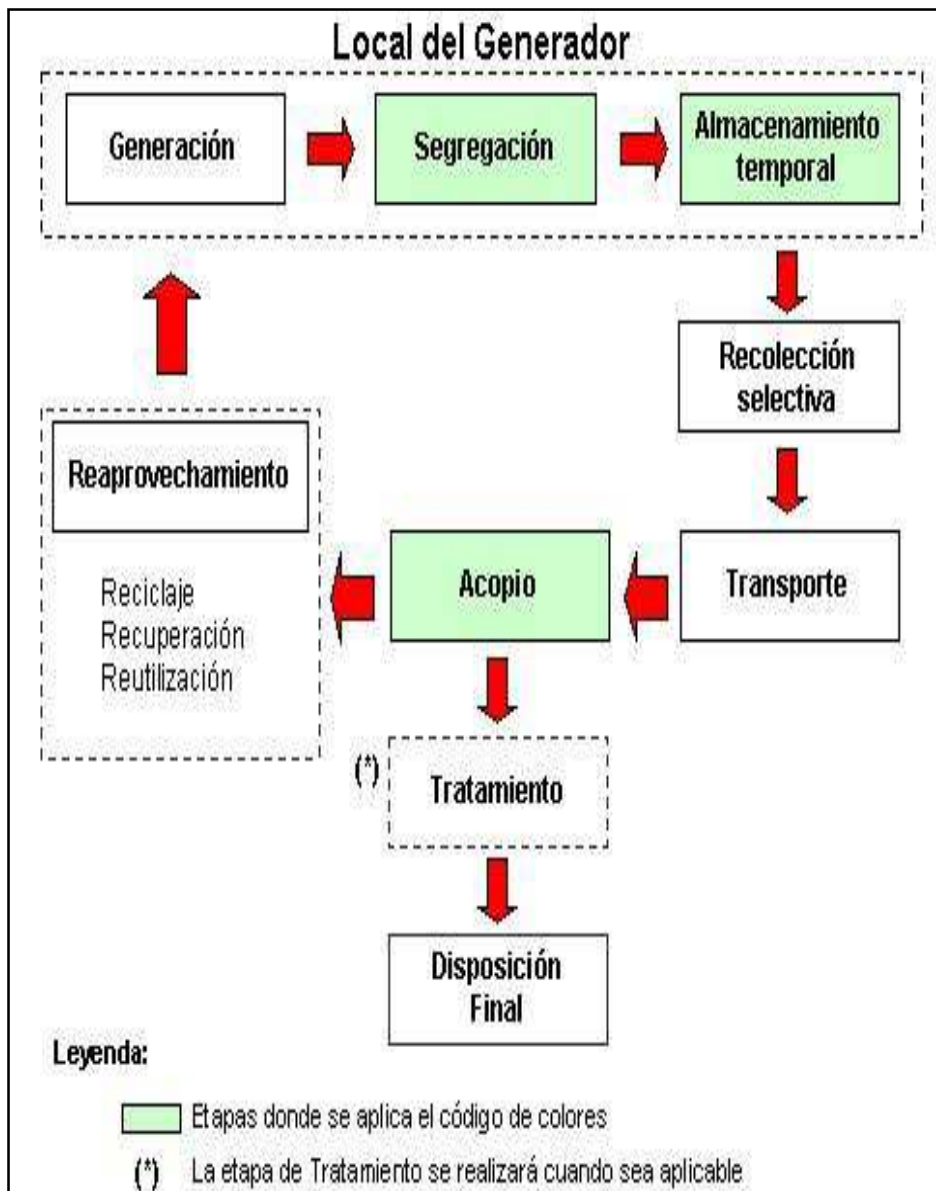 Local del Generador
Generación
Segregación
Almacenamiento
temporal
Recolección
selectiva
Transporte
Acopio
Reaprovechamiento
Reciclaje
Recuperación
Reutilización
(*)
Tratamiento
Disposición
Final
Leyenda:
Etapas donde se aplica el código de colores
(*) La etapa de Tratamiento se realizará cuando sea aplicable